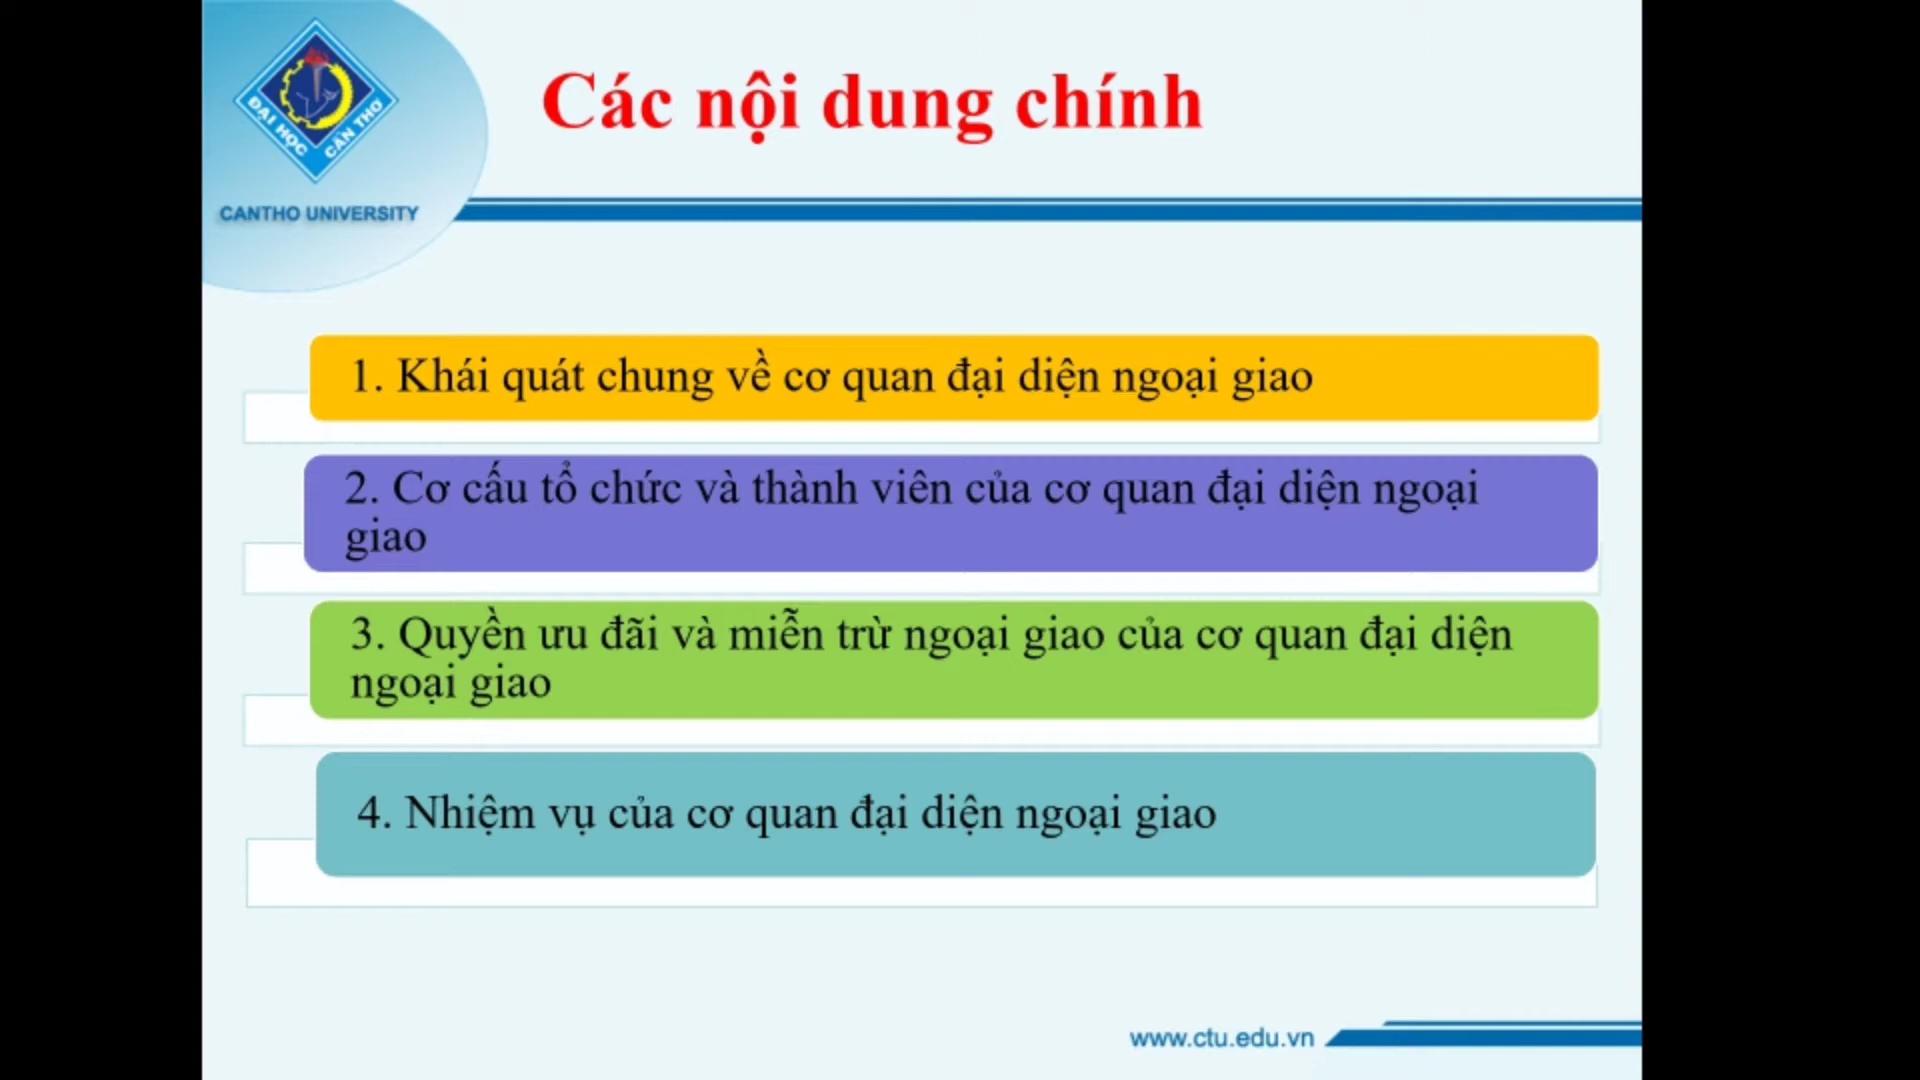 ĐẠI HỌC CẦN THƠ
CANTHO UNIVERSITY
Các nội dung chính
1. Khái quát chung về cơ quan đại diện ngoại giao
2. Cơ cấu tổ chức và thành viên của cơ quan đại diện ngoại
giao
3. Quyền ưu đãi và miễn trừ ngoại giao của cơ quan đại diện
ngoại giao
4. Nhiệm vụ của cơ quan đại diện ngoại giao
www.ctu.edu.vn